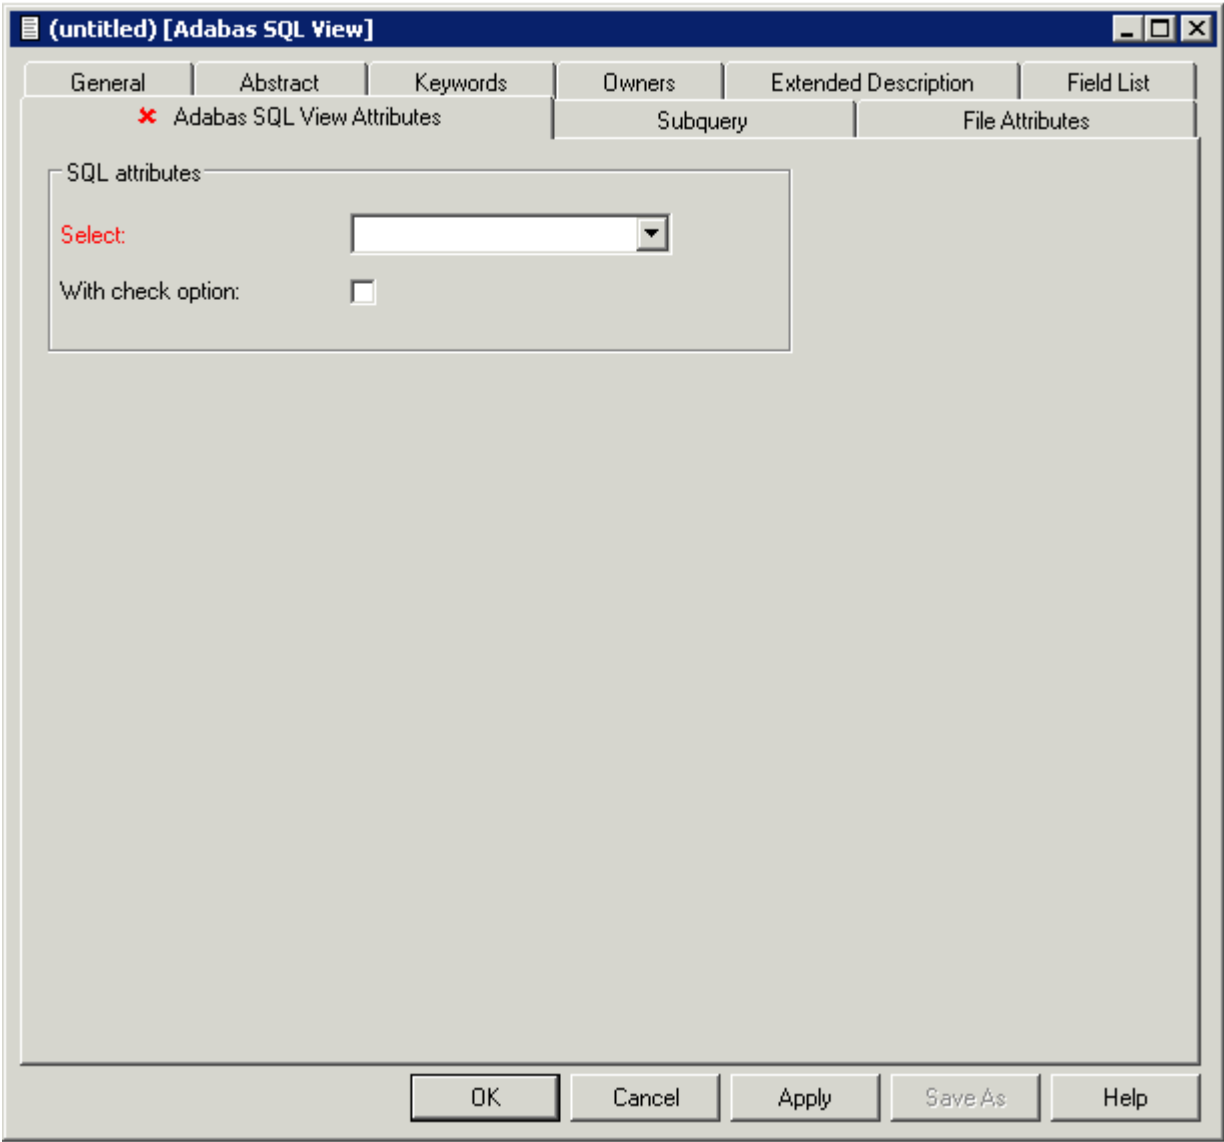 (untitled) [Adabas SQL View]
General Abstract Keywords Owners Extended Description Field List
Adabas SQL View Attributes Subquery File Attributes
SQL attributes
Select:
With check option:
OK Cancel Apply Save As Help